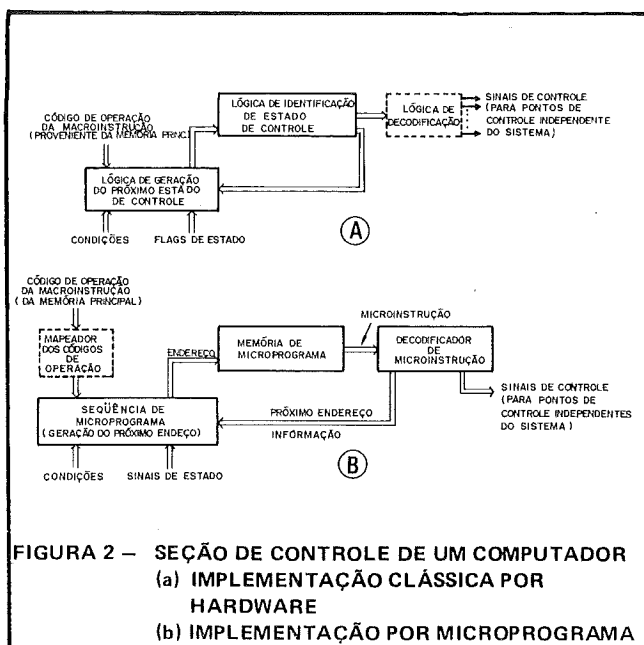 CÓDIGO DE OPERAÇÃO
DA MACROINSTRUÇÃO
(PROVENIENTE DA MEMÓRIA PRINC.)
LÓGICA DE IDENTIFICAÇÃO
DE ESTADO
DE CONTROLE
LÓGICA DE
DECODIFICAÇÃO
SINAIS DE CONTROLE
(PARA PONTOS DE
CONTROLE INDEPENDENTE
DO SISTEMA)
LÓGICA DE GERAÇÃO
DO PRÓXIMO ESTADO
DE CONTROLE
CONDIÇÕES
FLAGS DE ESTADO
A
CÓDIGO DE OPERAÇÃO
DA MACROINSTRUÇÃO
(DA MEMÓRIA PRINCIPAL)
MAPEADOR
DOS CÓDIGOS
DE
OPERAÇÃO
ENDEREÇO
MEMÓRIA DE
MICROPROGRAMA
MICROINSTRUÇÃO
DECODIFICADOR
DE
MICROINSTRUÇÃO
SINAIS DE CONTROLE
(PARA PONTOS DE
CONTROLE INDEPENDENTES
DO SISTEMA)
SEQÜÊNCIA DE
MICROPROGRAMA
(GERAÇÃO DO PRÓXIMO ENDEÇO)
PRÓXIMO ENDEREÇO
INFORMAÇÃO
CONDIÇÕES
SINAIS DE ESTADO
B
FIGURA 2 – SEÇÃO DE CONTROLE DE UM COMPUTADOR
(a) IMPLEMENTAÇÃO CLÁSSICA POR
HARDWARE
(b) IMPLEMENTAÇÃO POR MICROPROGRAMA